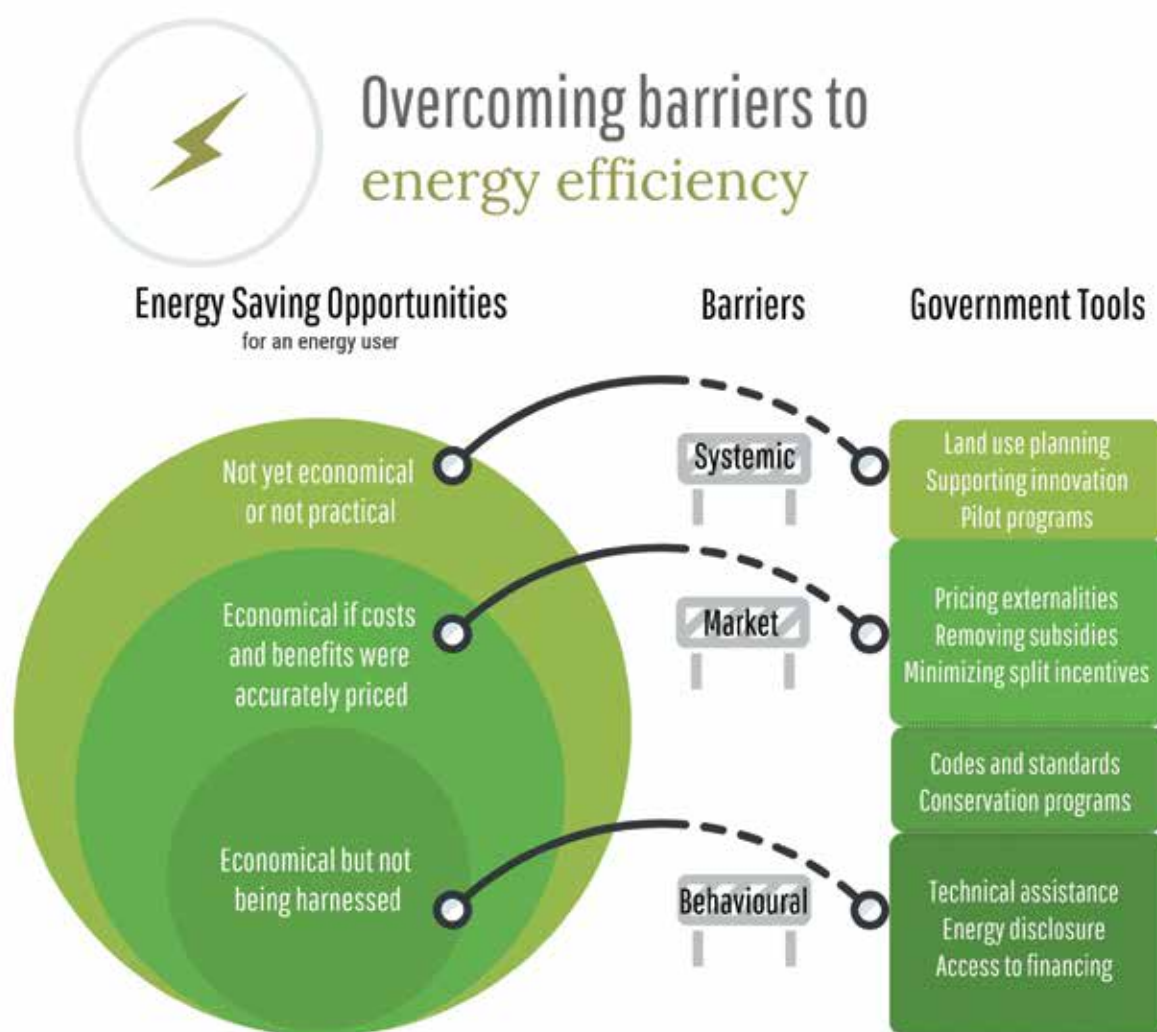 Overcoming barriers to
energy efficiency
Energy Saving Opportunities
for an energy user
Barriers
Government Tools
Not yet economical
or not practical
Systemic
Land use planning
Supporting innovation
Pilot programs
Economical if costs
and benefits were
accurately priced
Market
Pricing externalities
Removing subsidies
Minimizing split incentives
Codes and standards
Conservation programs
Economical but not
being harnessed
Behavioural
Technical assistance
Energy disclosure
Access to financing